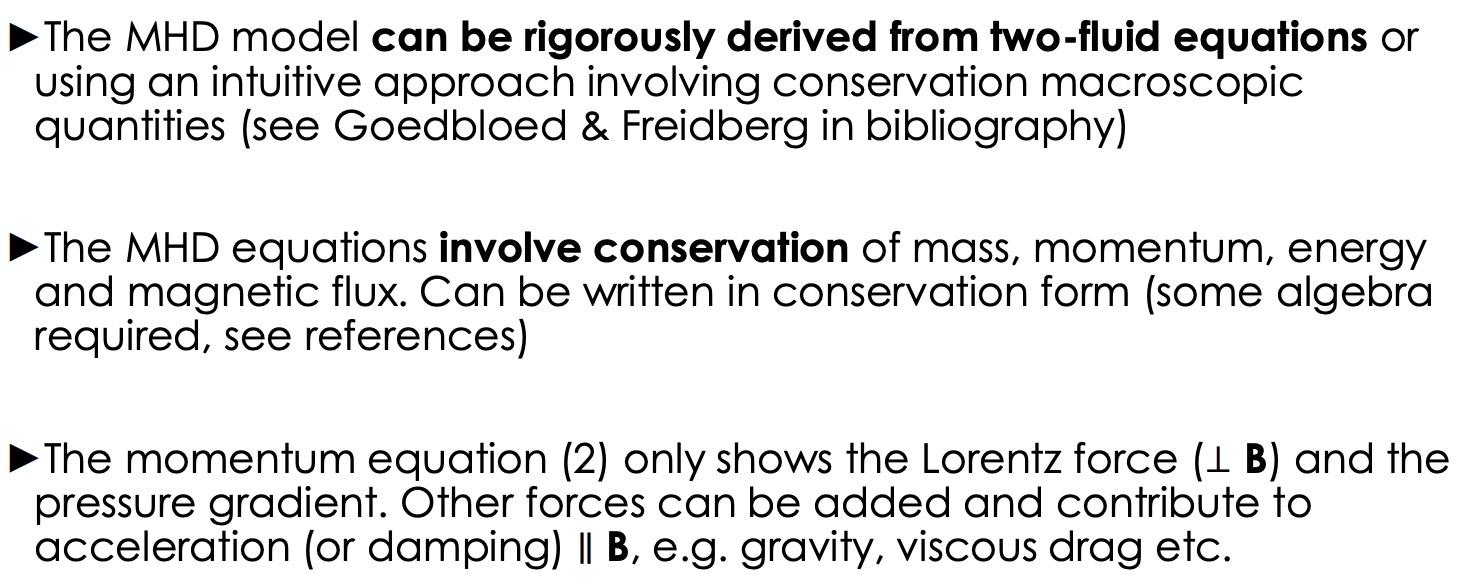 ►The MHD model can be rigorously derived from two-fluid equations or
using an intuitive approach involving conservation macroscopic
quantities (see Goedbloed & Freidberg in bibliography)
►The MHD equations involve conservation of mass, momentum, energy
and magnetic flux. Can be written in conservation form (some algebra
required, see references)
►The momentum equation (2) only shows the Lorentz force (⊥ B) and the
pressure gradient. Other forces can be added and contribute to
acceleration (or damping) ∥ B, e.g. gravity, viscous drag etc.